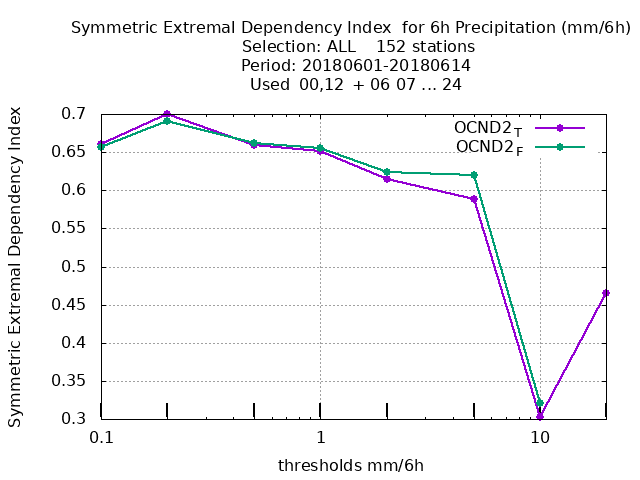 Symmetric Extremal Dependency Index  for 6h Precipitation (mm/6h)
Selection: ALL    152 stations
Period: 20180601-20180614
Used  00,12  + 06 07 ... 24
Symmetric Extremal Dependency Index
0.7
0.65
0.6
0.55
0.5
0.45
0.4
0.35
0.3
OCND2T
OCND2F
0.1 1 10
thresholds mm/6h